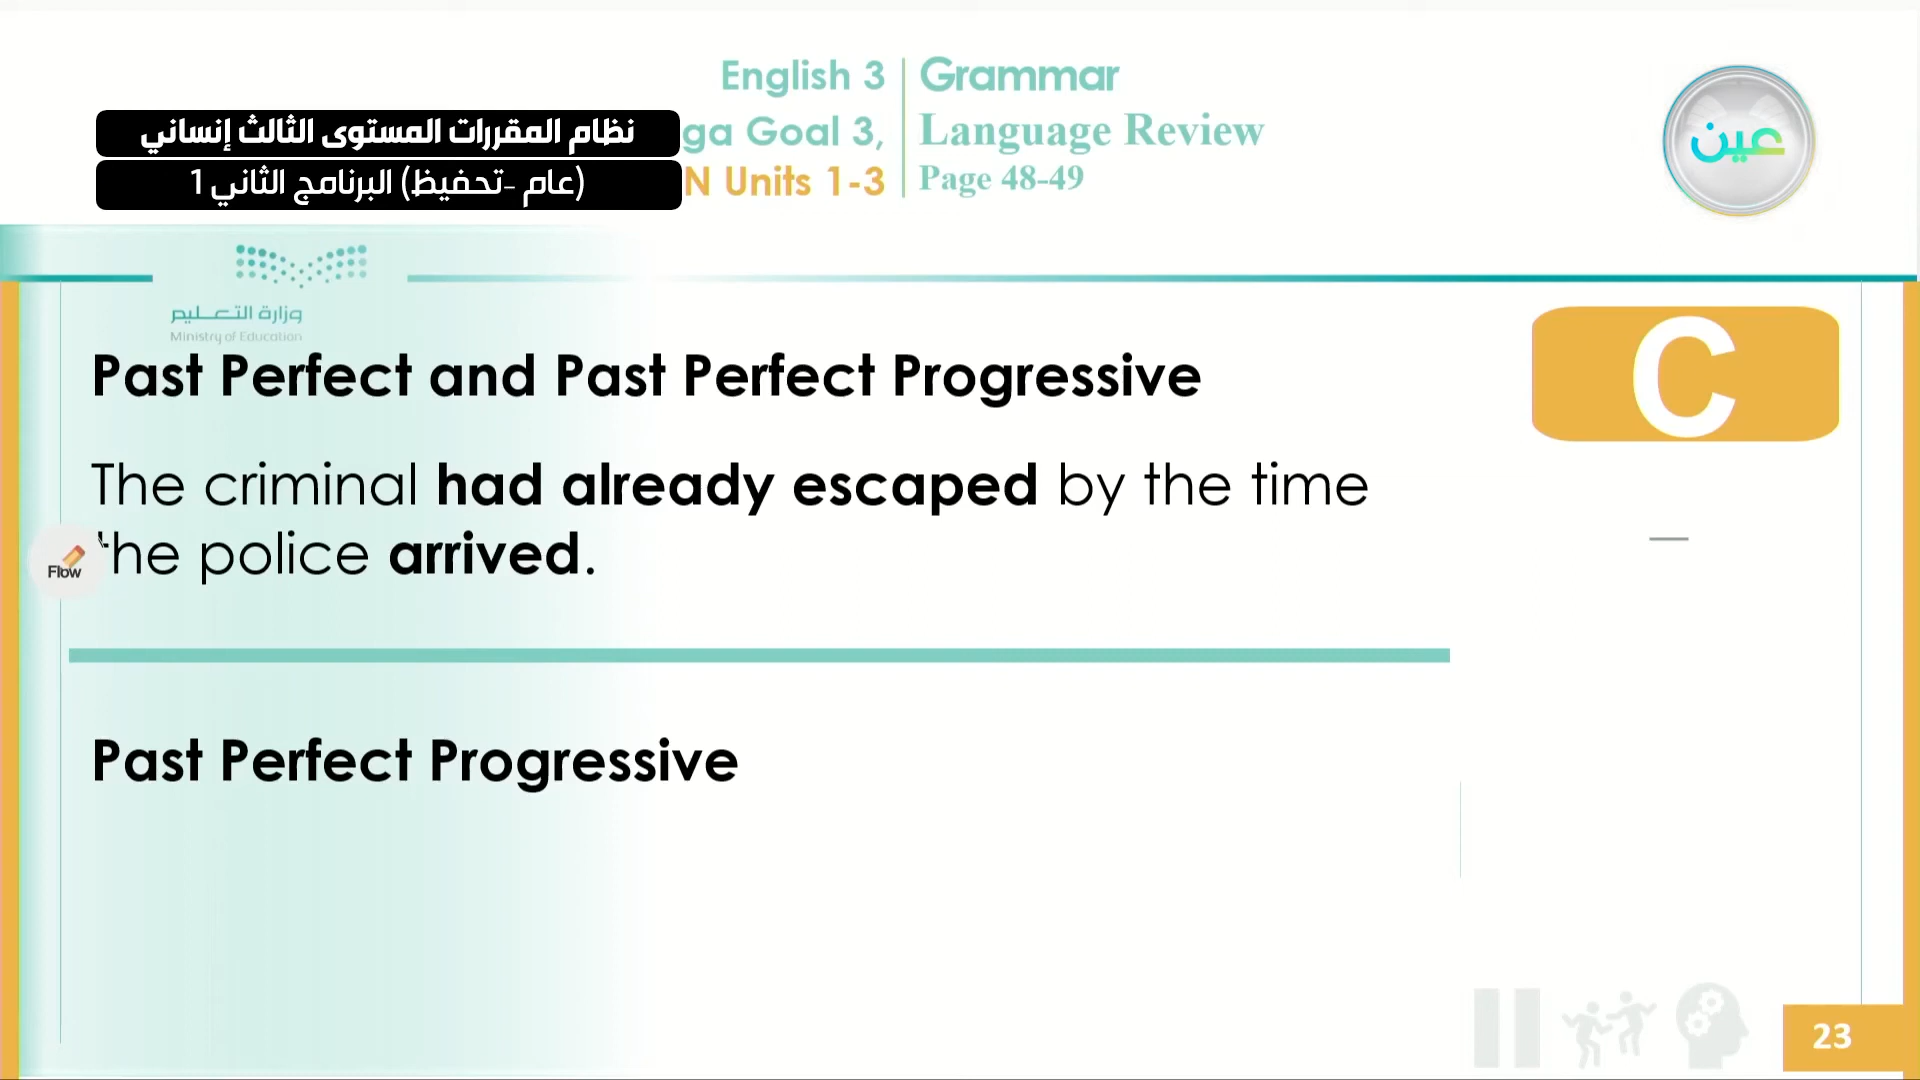 English 3
Grammar
نظام المقررات المستوى الثالث إنساني
ga Goal 3,
Language Review
(عام -تحفيظ) البرنامج الثاني 1
N Units 1-3
Page 48-49
عين
وزارة التعليم
Ministry of Education
C
Past Perfect and Past Perfect Progressive
The criminal had already escaped by the time
the police arrived.
Flow
Past Perfect Progressive
23